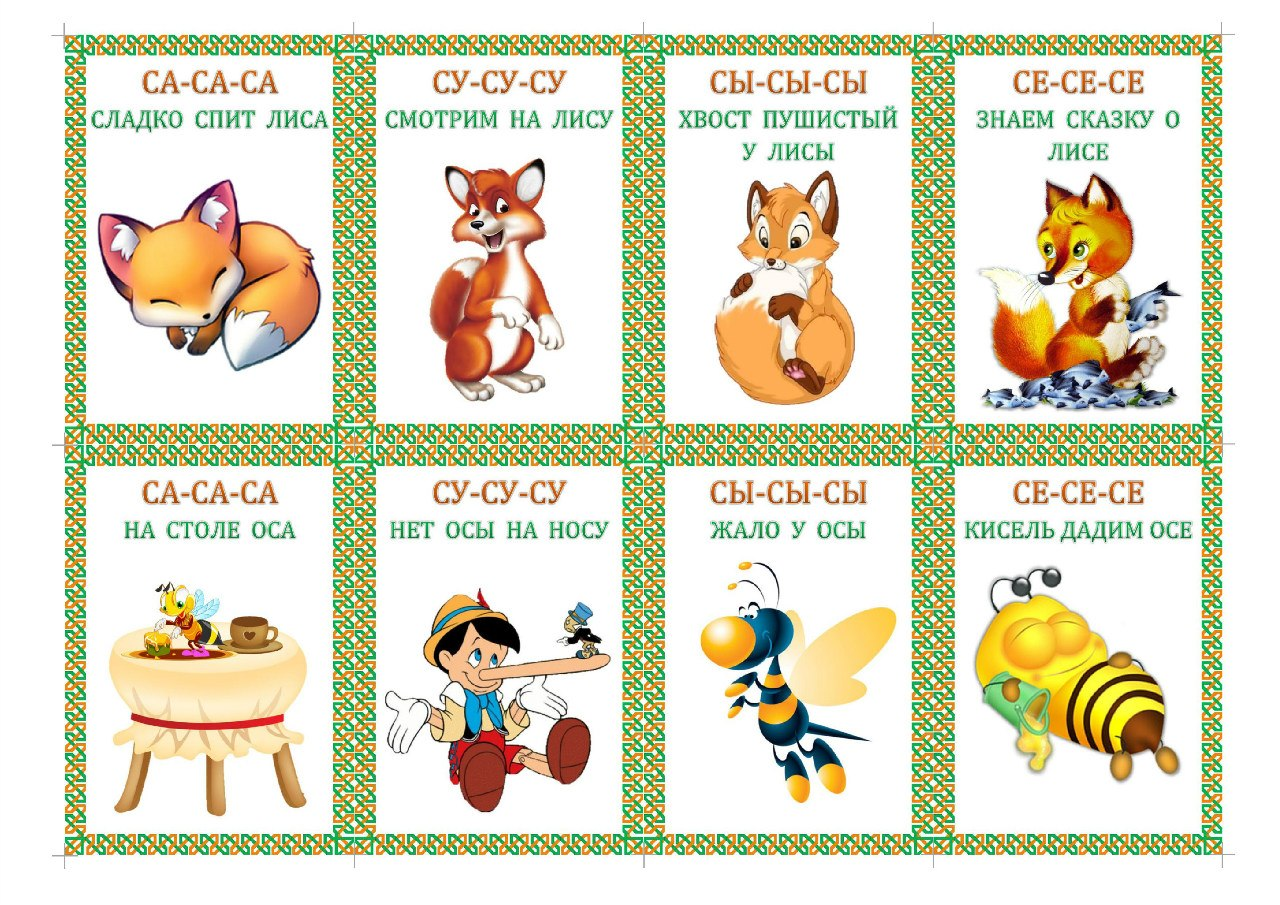 СА-СА-СА
СЛАДКО СПИТ ЛИСА
СУ-СУ-СУ
СМОТРИМ НА ЛИСУ
СЫ-СЫ-СЫ
ХВОСТ ПУШИСТЫЙ
У ЛИСЫ
СЕ-СЕ-СЕ
ЗНАЕМ СКАЗКУ О
ЛИСЕ
СА-СА-СА
НА СТОЛЕ ОСА
СУ-СУ-СУ
НЕТ ОСЫ НА НОСУ
СЫ-СЫ-СЫ
ЖАЛО У ОСЫ
СЕ-СЕ-СЕ
КИСЕЛЬ ДАДИМ ОСЕ